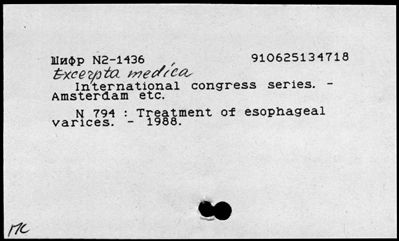 Шифр N2-1436 910625134718
Excerpta medica
International congress series. -
Amsterdam etc.
N 794 : Treatment of esophageal
varices. - 1988.